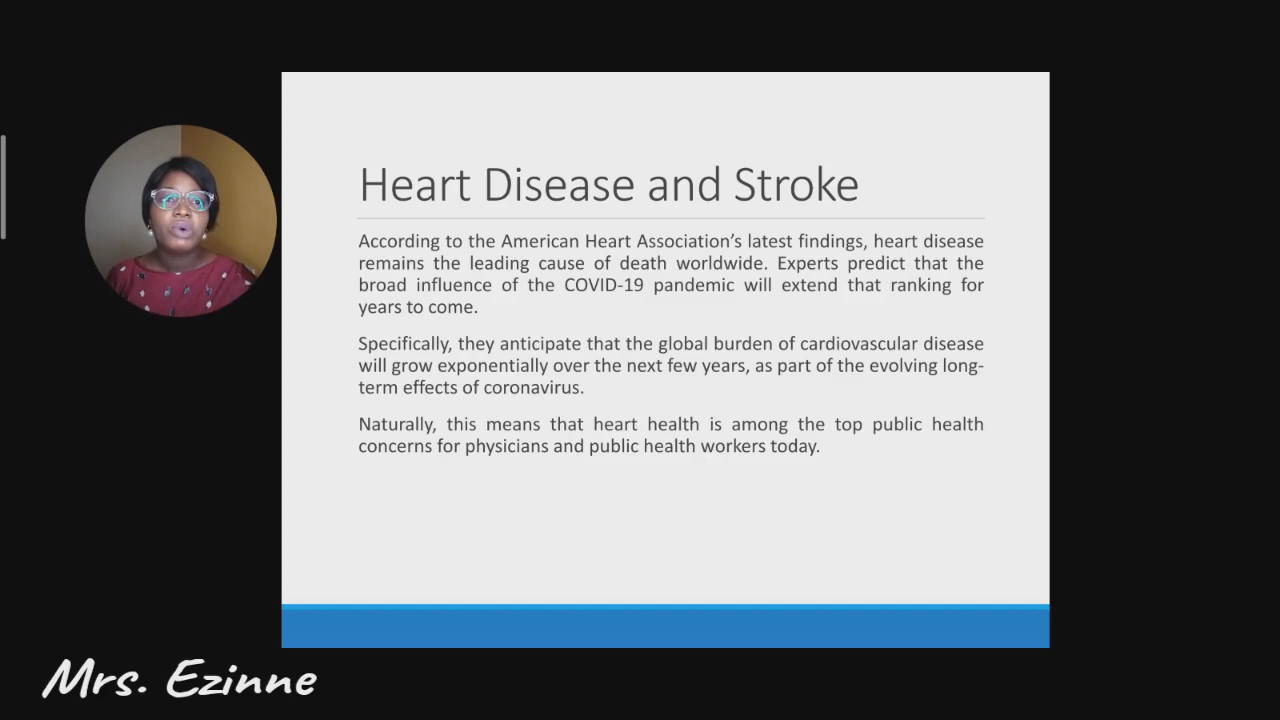 Heart Disease and Stroke
According to the American Heart Association’s latest findings, heart disease
remains the leading cause of death worldwide. Experts predict that the
broad influence of the COVID-19 pandemic will extend that ranking for
years to come.
Specifically, they anticipate that the global burden of cardiovascular disease
will grow exponentially over the next few years, as part of the evolving long-
term effects of coronavirus.
Naturally, this means that heart health is among the top public health
concerns for physicians and public health workers today.
Mrs. Ezinne